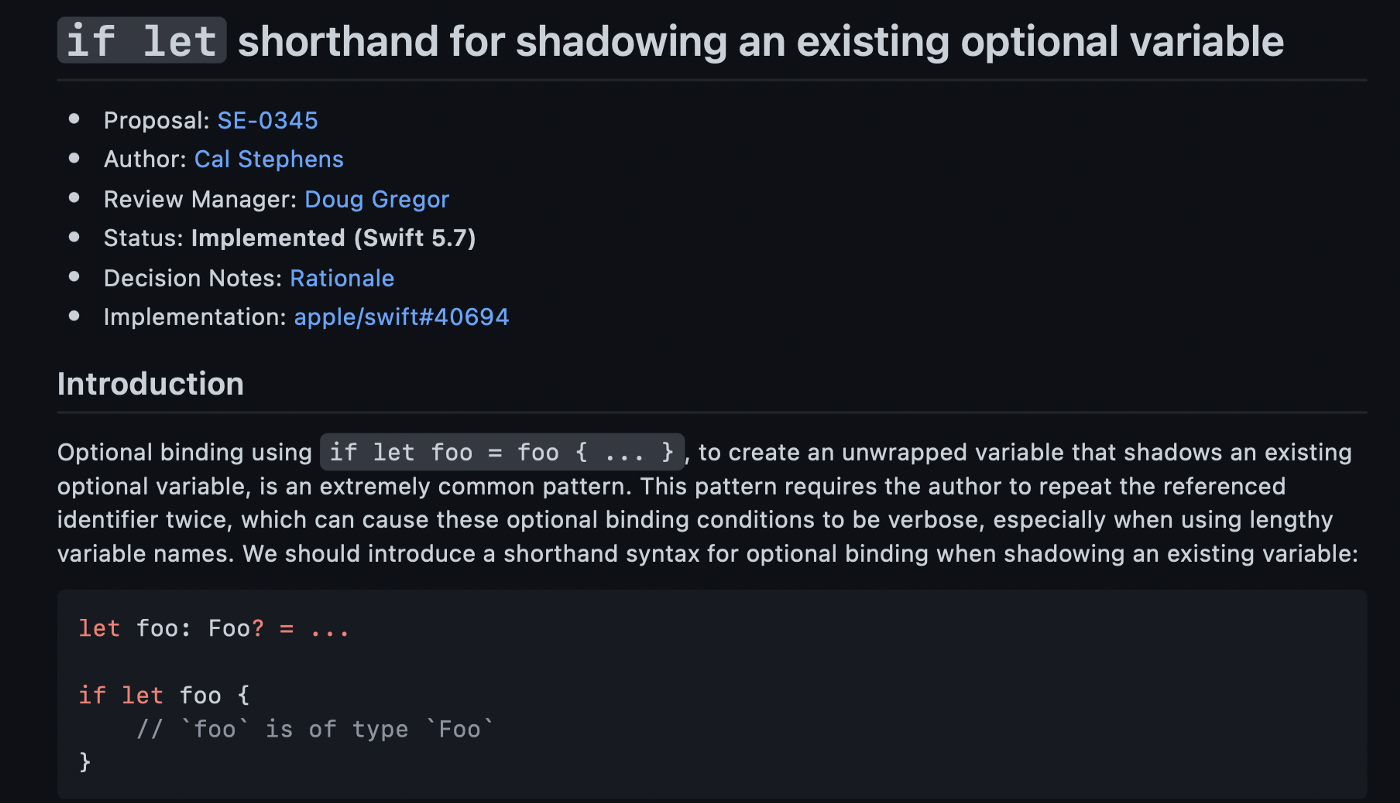 if let shorthand for shadowing an existing optional variable
Proposal: SE-0345
Author: Cal Stephens
Review Manager: Doug Gregor
Status: Implemented (Swift 5.7)
Decision Notes: Rationale
Implementation: apple/swift#40694
Introduction
Optional binding using if let foo = foo { ... }, to create an unwrapped variable that shadows an existing
optional variable, is an extremely common pattern. This pattern requires the author to repeat the referenced
identifier twice, which can cause these optional binding conditions to be verbose, especially when using lengthy
variable names. We should introduce a shorthand syntax for optional binding when shadowing an existing variable:
let foo: Foo? = ...
if let foo {
    // `foo` is of type `Foo`
}